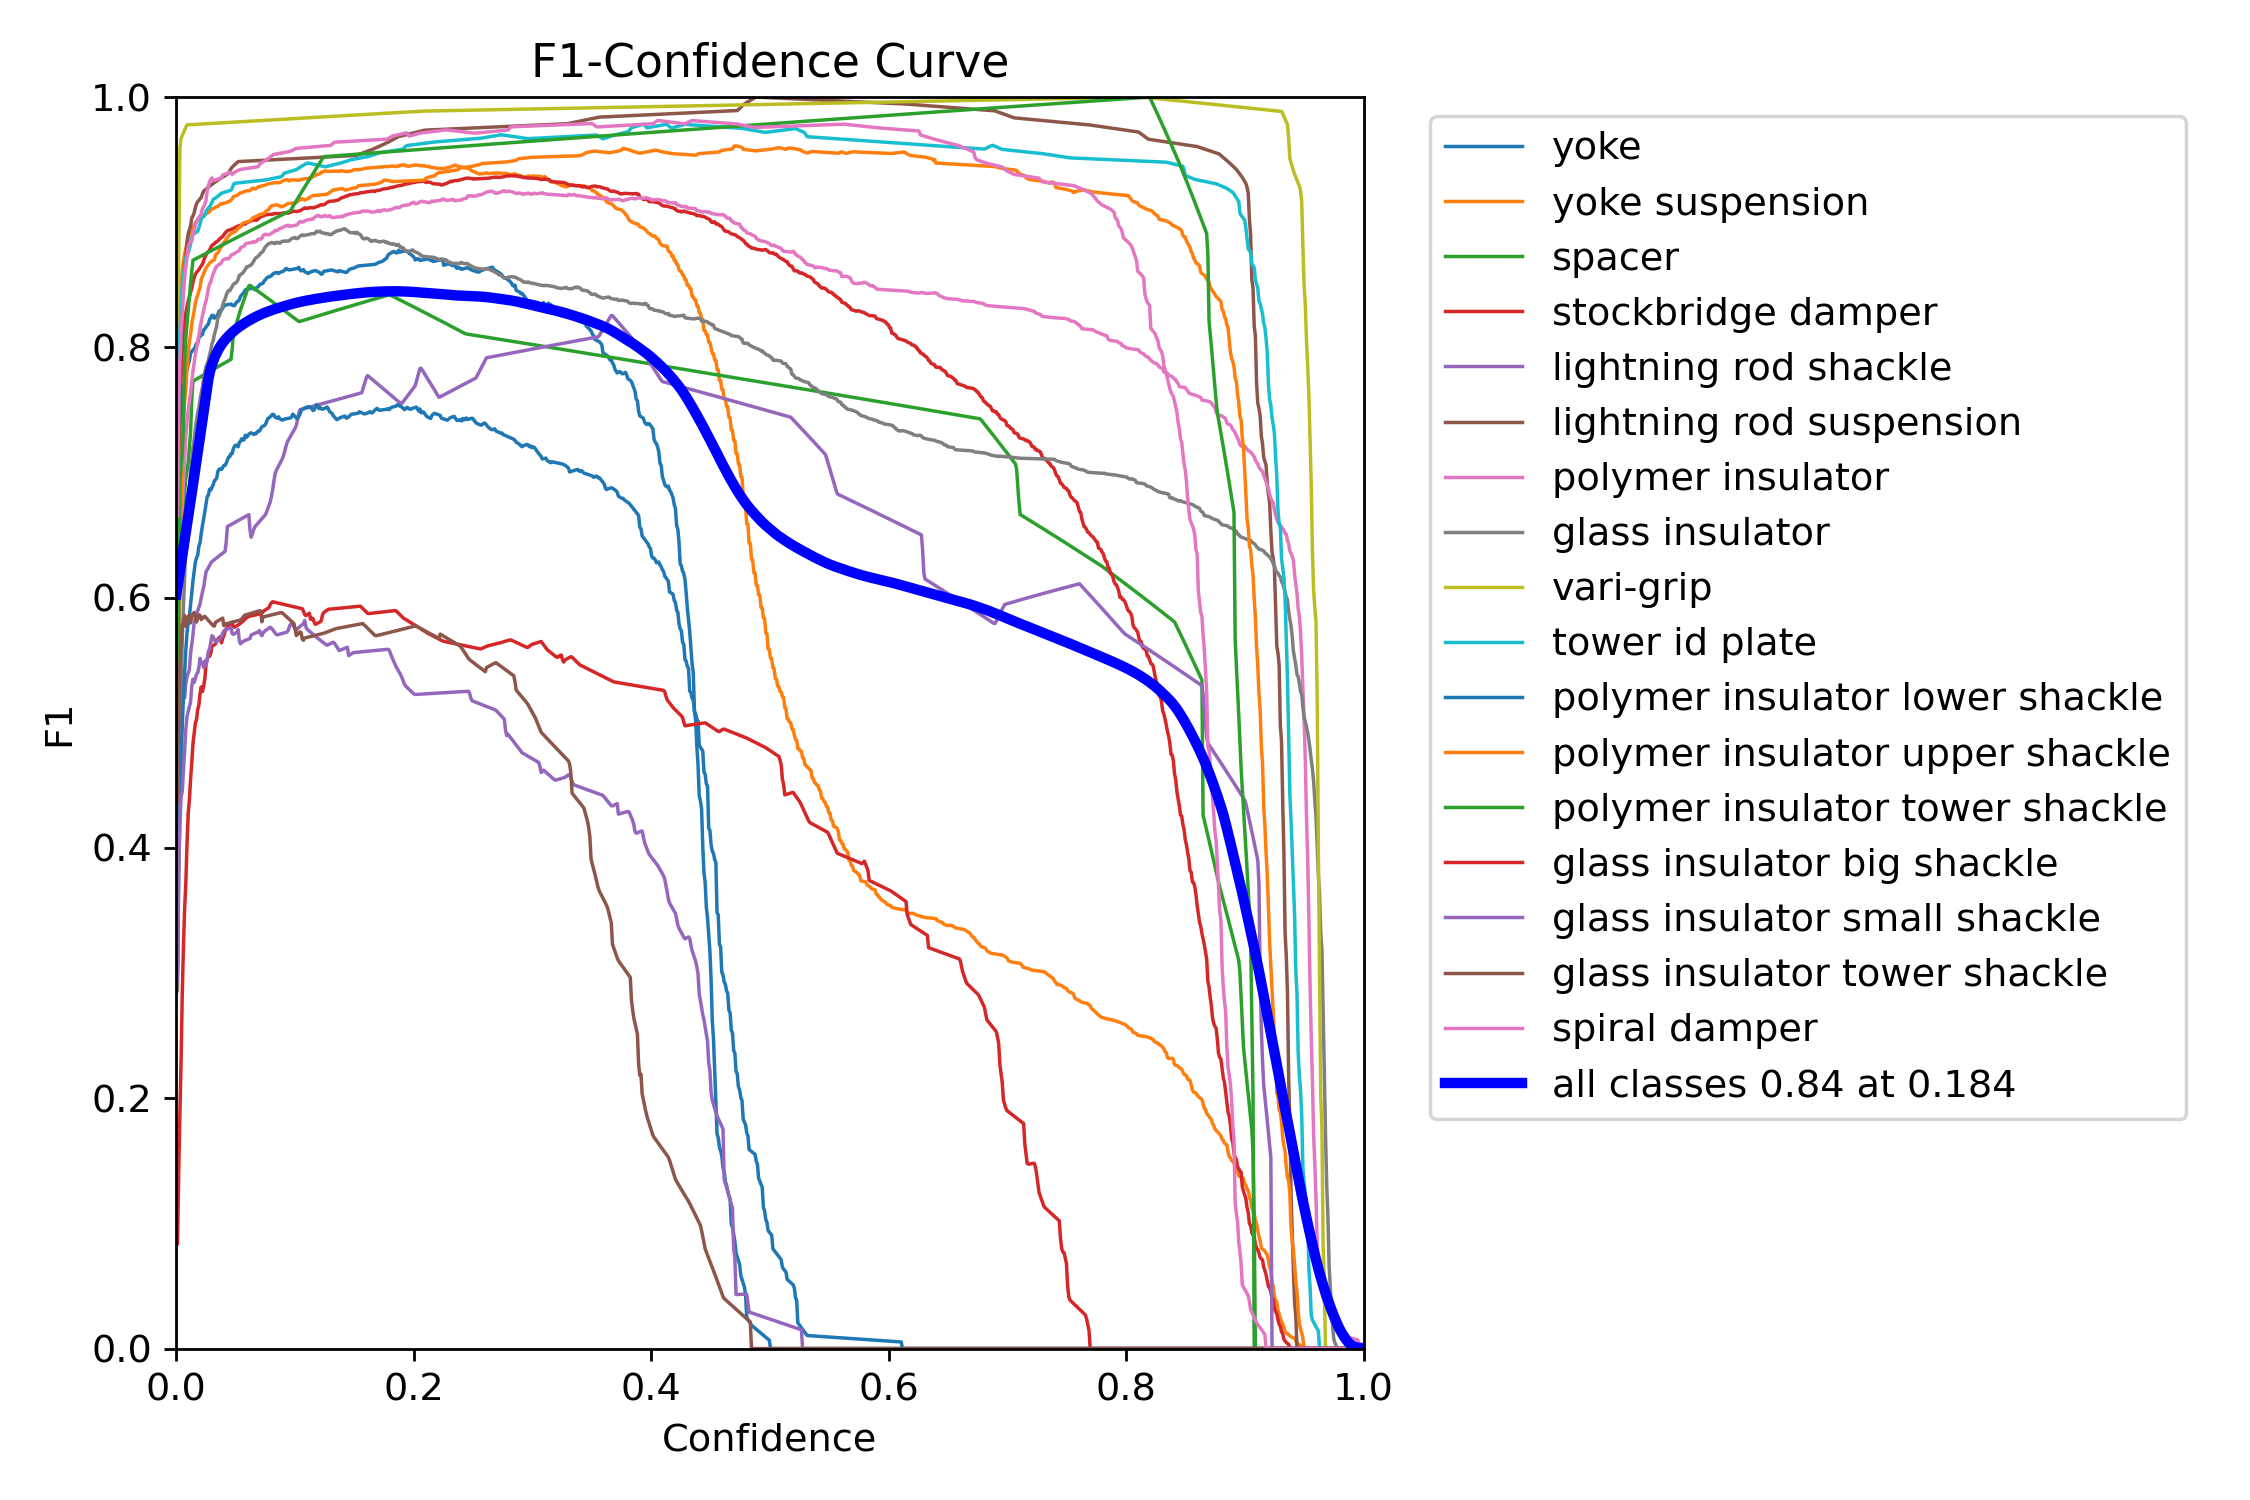 F1-Confidence Curve
1.0
0.8
0.6
0.4
0.2
0.0
F1
0.0 0.2 0.4 0.6 0.8 1.0
Confidence
yoke
yoke suspension
spacer
stockbridge damper
lightning rod shackle
lightning rod suspension
polymer insulator
glass insulator
vari-grip
tower id plate
polymer insulator lower shackle
polymer insulator upper shackle
polymer insulator tower shackle
glass insulator big shackle
glass insulator small shackle
glass insulator tower shackle
spiral damper
all classes 0.84 at 0.184